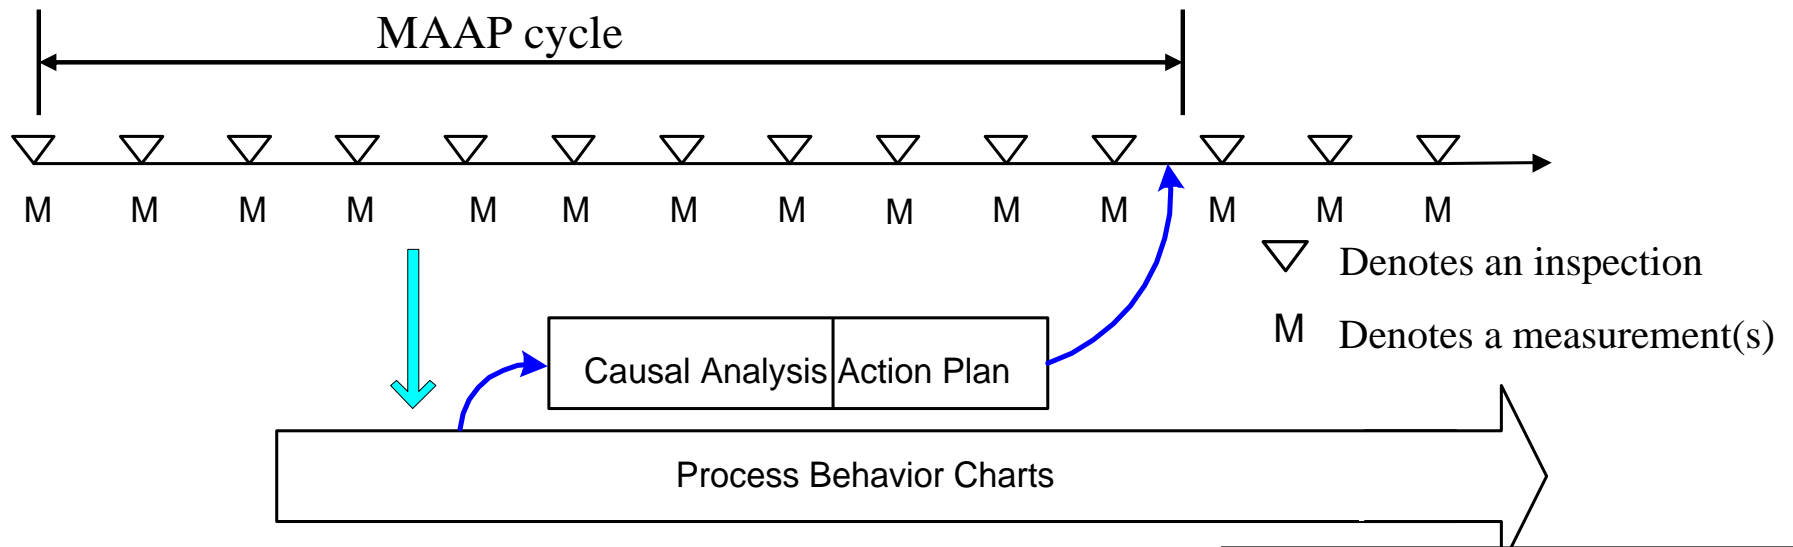 MAAP cycle
M M M M M M M M M M M M M M
Denotes an inspection
M Denotes a measurement(s)
Causal Analysis Action Plan
Process Behavior Charts